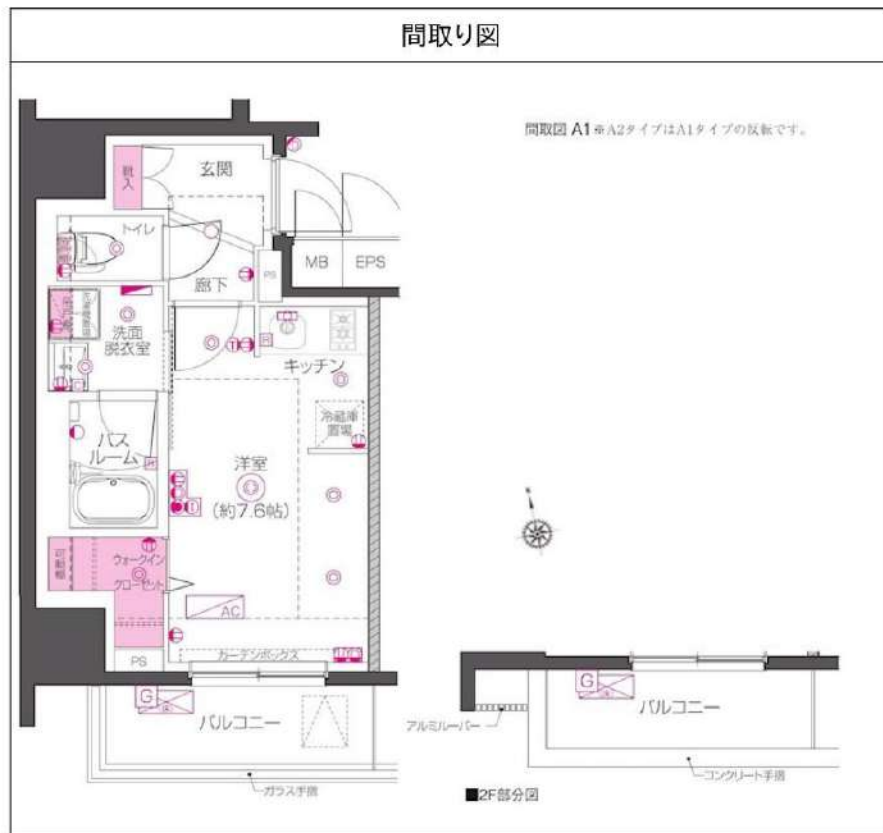 間取り図
間取図 A1 ※A2タイプはA1タイプの反転です。
靴入
玄関
トイレ
MB
EPS
廊下
PS
洗面
脱衣室
キッチン
冷蔵庫
置場
バス
ルーム
洋室
(約7.6帖)
ウォークイン
クローゼット
AC
カーテンボックス
PS
G
バルコニー
ガラス手摺
G
バルコニー
アルミルーバー
コンクリート手摺
■2F部分図